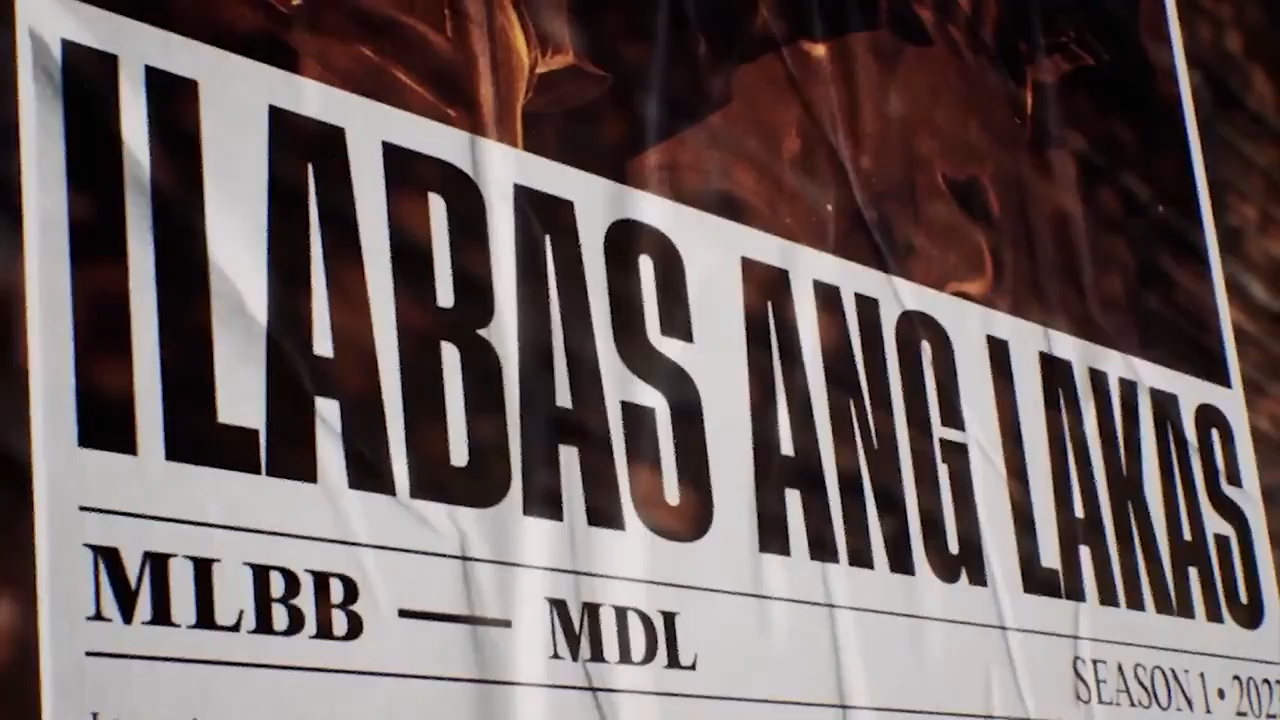 ILABAS ANG LAKAS
MLBB — MDL
SEASON 1 •